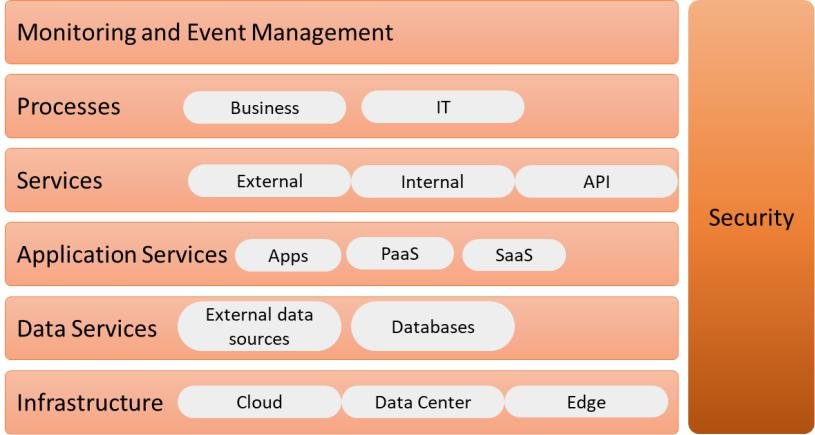 Monitoring and Event Management
Processes
Business
IT
Services
External
Internal
API
Application Services
Apps
PaaS
SaaS
Data Services
External data
sources
Databases
Infrastructure
Cloud
Data Center
Edge
Security